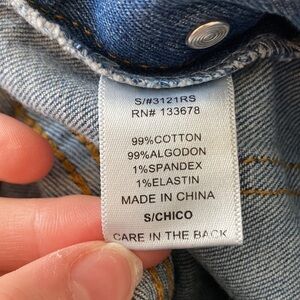 S/#3121RS
RN# 133678
99%COTTON
99%ALGODON
1%SPANDEX
1%ELASTIN
MADE IN CHINA
S/CHICO
CARE IN THE BACK